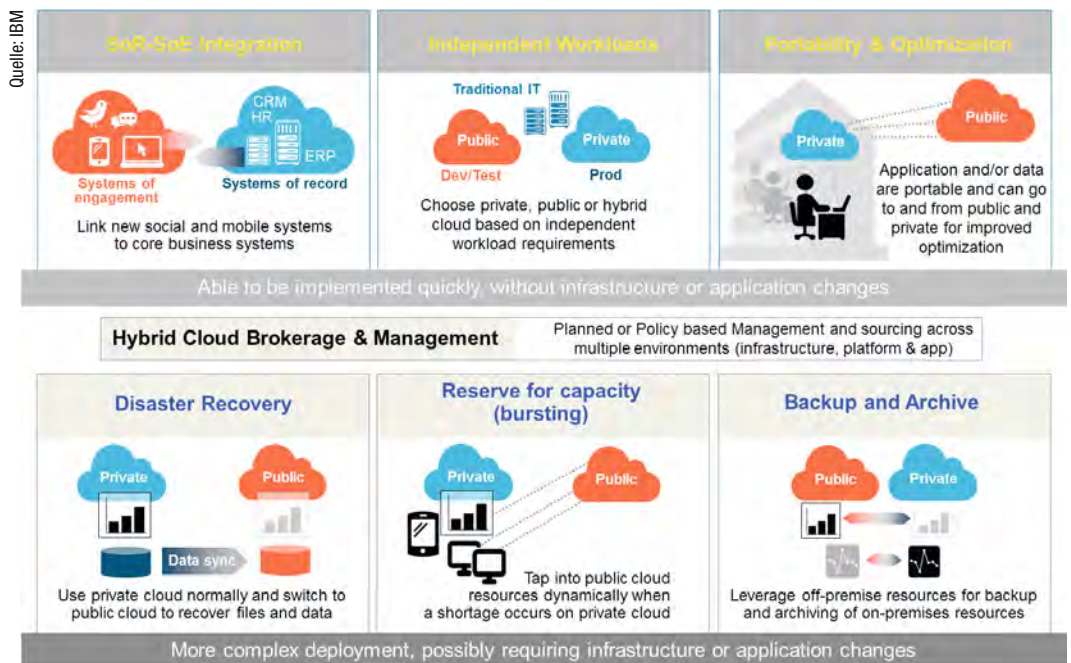 Quelle: IBM
SoR-SoE Integration
CRM
HR
ERP
Systems of
engagement
Systems of record
Link new social and mobile systems
to core business systems
Independent Workloads
Traditional IT
Public
Private
Dev/Test
Prod
Choose private, public or hybrid
cloud based on independent
workload requirements
Portability & Optimization
Public
Private
Application and/or data
are portable and can go
to and from public and
private for improved
optimization
Able to be implemented quickly, without infrastructure or application changes
Hybrid Cloud Brokerage & Management
Planned or Policy based Management and sourcing across
multiple environments (infrastructure, platform & app)
Disaster Recovery
Private
Public
Data sync
Use private cloud normally and switch to
public cloud to recover files and data
Reserve for capacity
(bursting)
Private
Public
Tap into public cloud
resources dynamically when
a shortage occurs on private cloud
Backup and Archive
Public
Private
Leverage off-premise resources for backup
and archiving of on-premises resources
More complex deployment, possibly requiring infrastructure or application changes